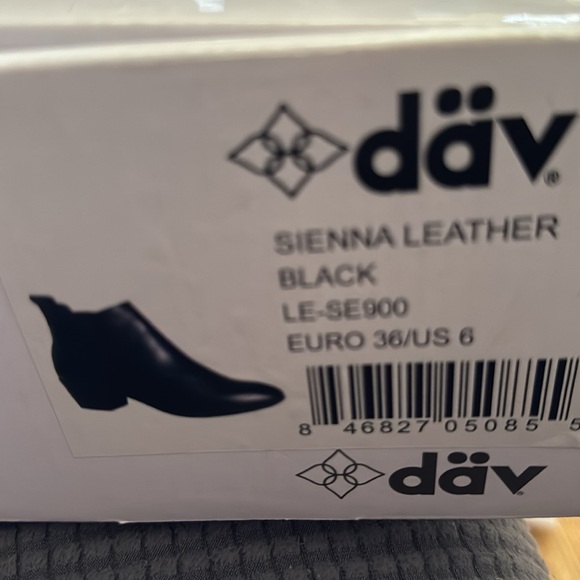 däv®
SIENNA LEATHER
BLACK
LE-SE900
EURO 36/US 6
8 46827 05085 5
däv